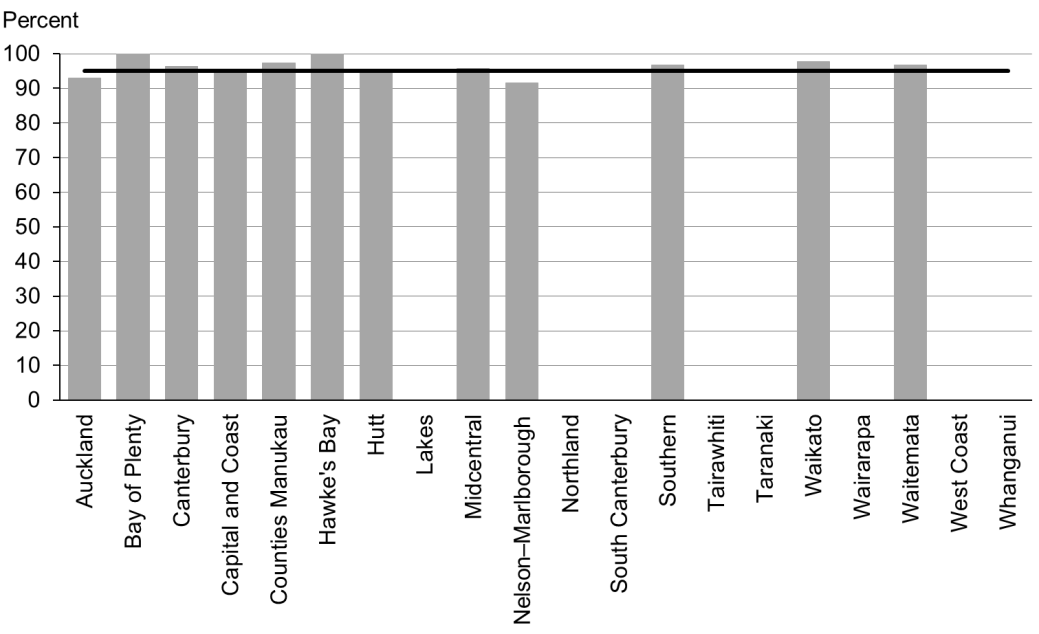 Percent
100
90
80
70
60
50
40
30
20
10
0
Auckland
Bay of Plenty
Canterbury
Capital and Coast
Counties Manukau
Hawke's Bay
Hutt
Lakes
Midcentral
Nelson–Marlborough
Northland
South Canterbury
Southern
Tairawhiti
Taranaki
Waikato
Wairarapa
Waitemata
West Coast
Whanganui